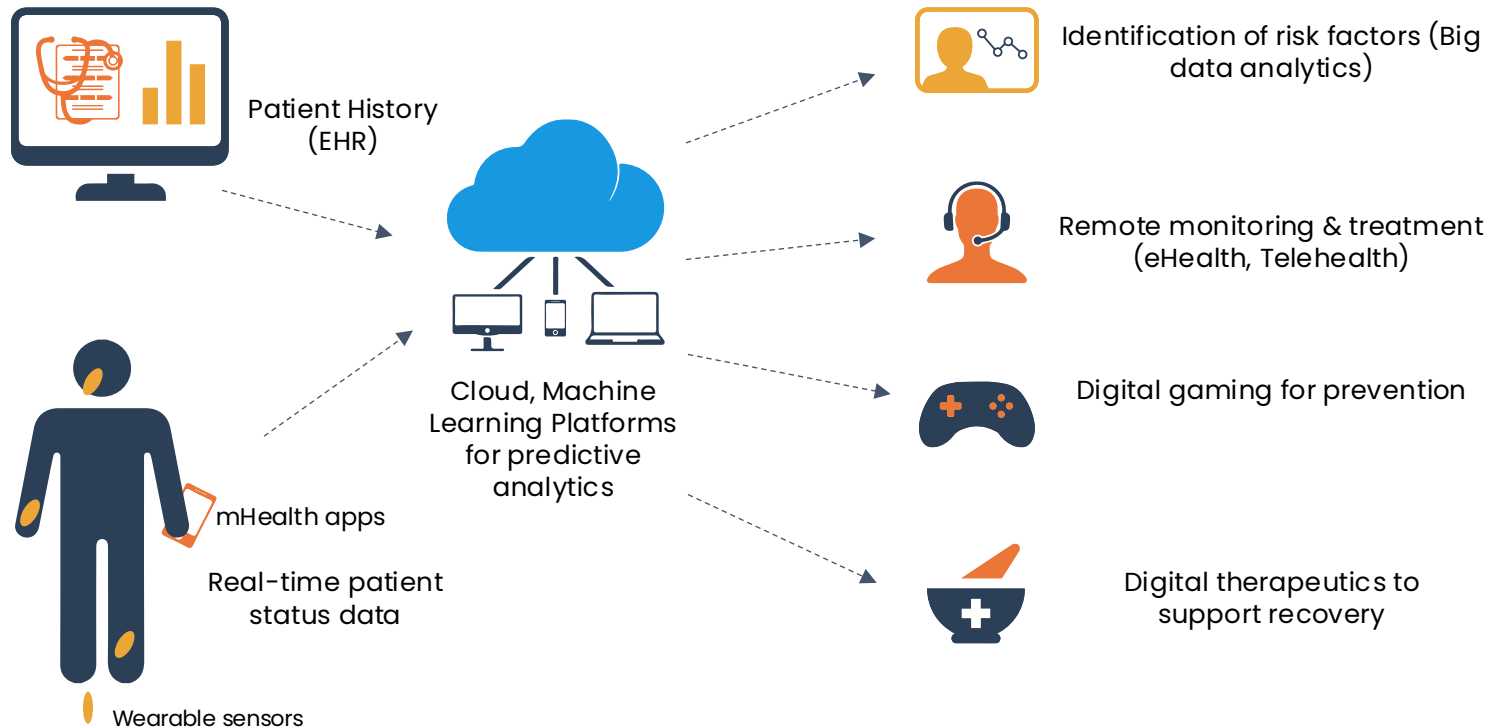 Patient History
(EHR)
mHealth apps
Real-time patient
status data
Wearable sensors
Cloud, Machine
Learning Platforms
for predictive
analytics
Identification of risk factors (Big
data analytics)
Remote monitoring & treatment
(eHealth, Telehealth)
Digital gaming for prevention
Digital therapeutics to
support recovery